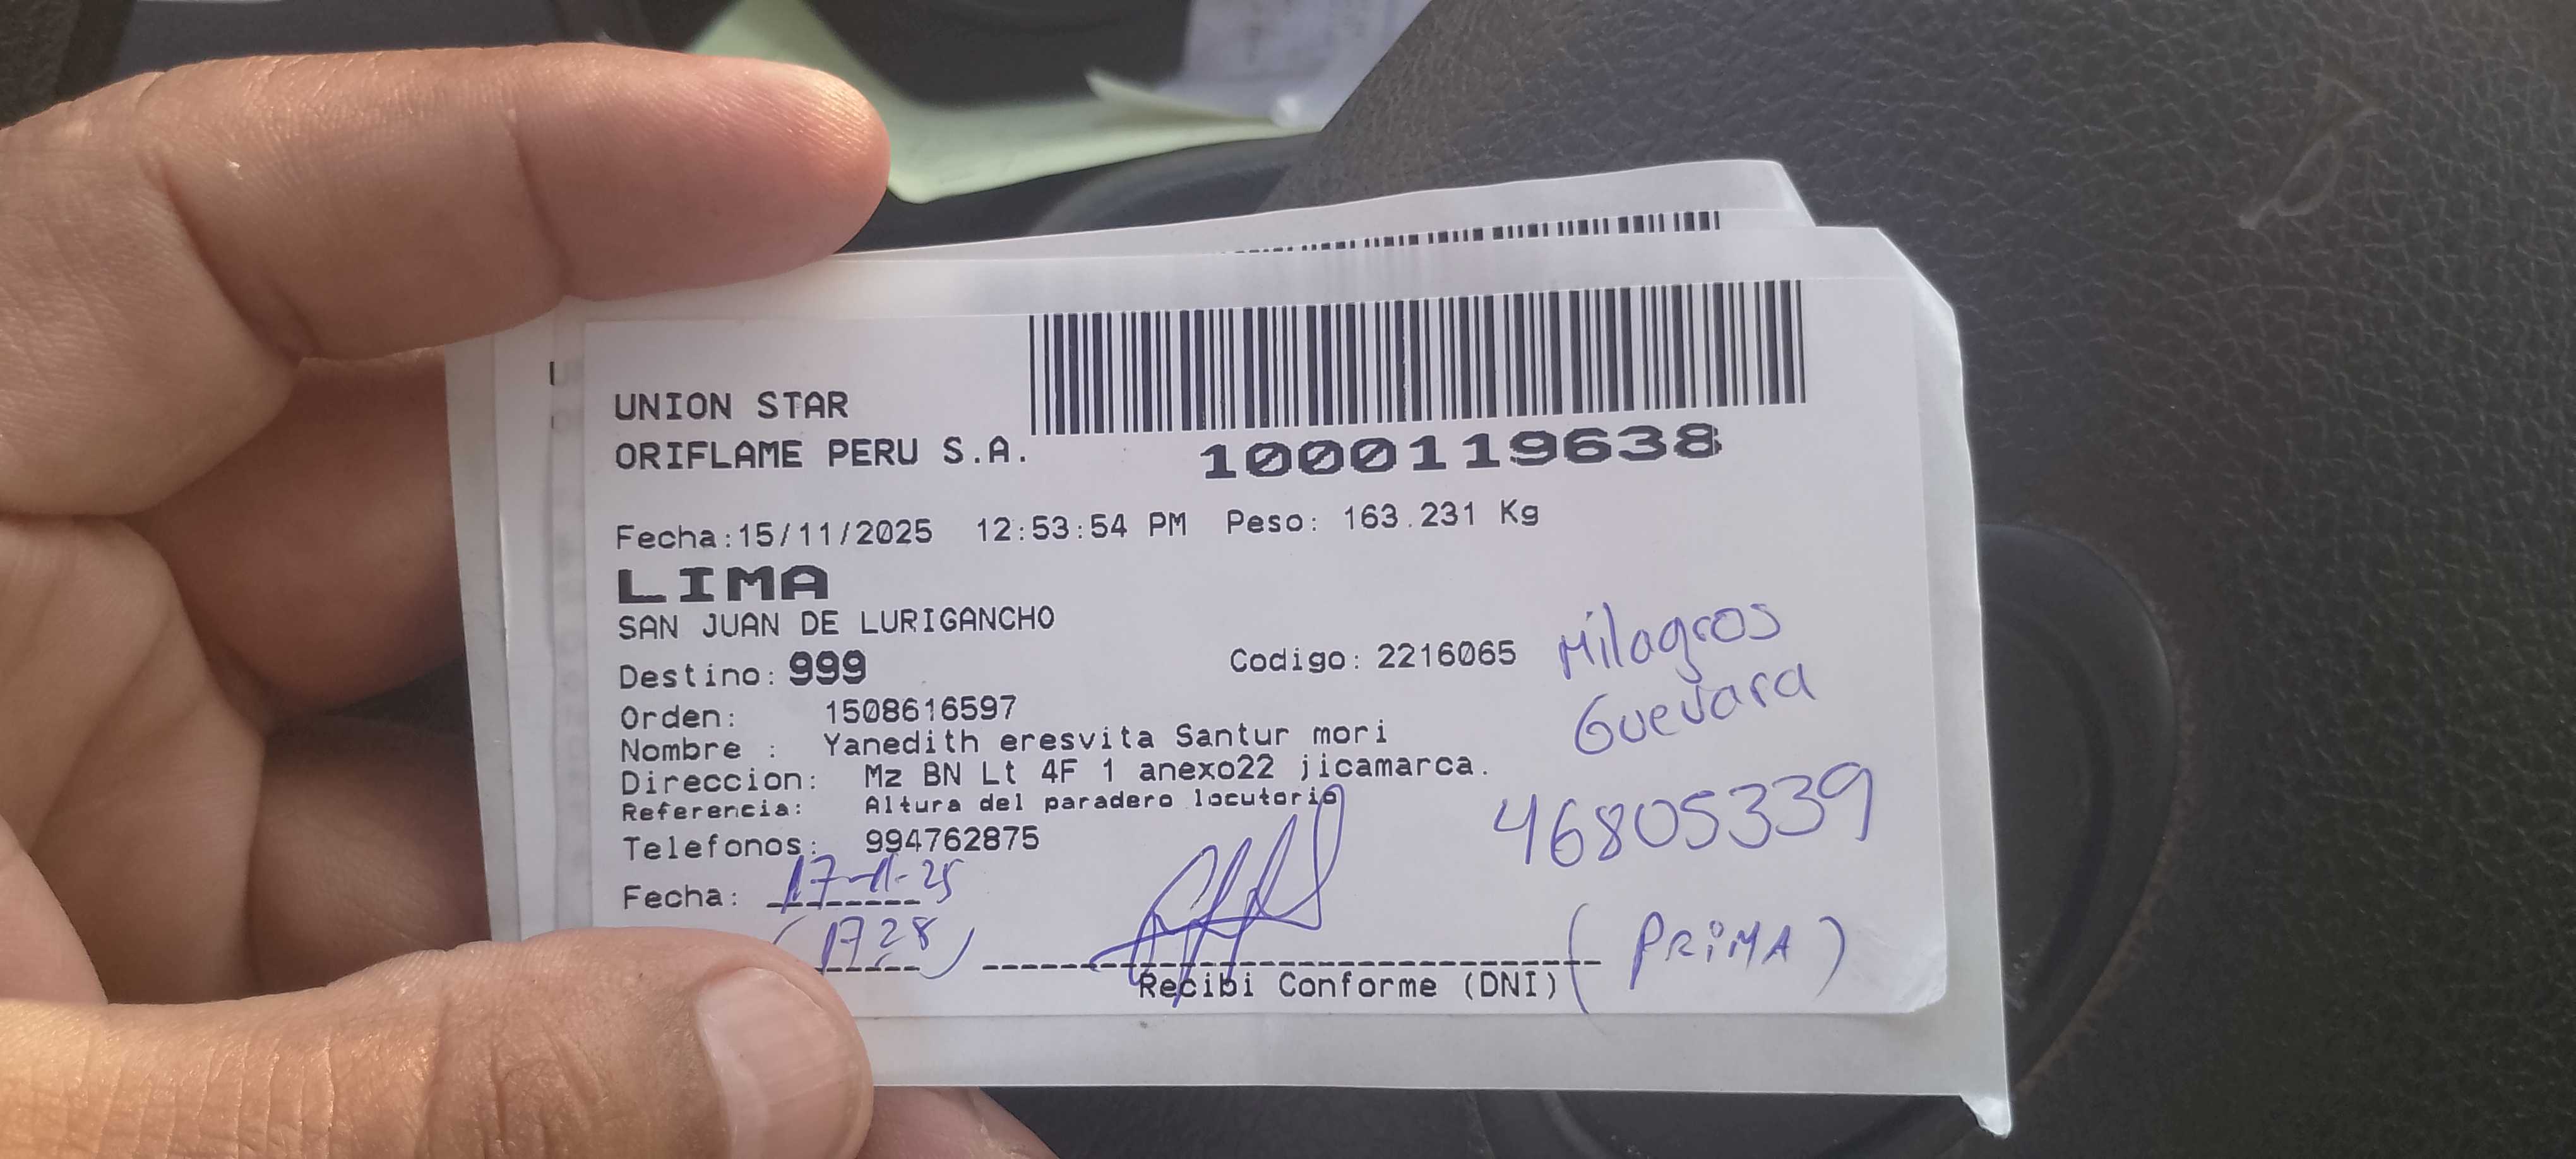 UNION STAR
ORIFLAME PERU S.A.
1000119638
Fecha:15/11/2025 12:53:54 PM Peso: 163.231 Kg
LIMA
SAN JUAN DE LURIGANCHO
Destino: 999
Codigo: 2216065
Milagros
Guevara
Orden: 1508616597
Nombre : Yanedith eresvita Santur mori
Direccion: Mz BN Lt 4F 1 anexo22 jicamarca.
Referencia: Altura del paradero locutorio
46805339
Telefonos: 994762875
Fecha: 17-11-25
(1728)
(PRiMA)
Recibi Conforme (DNI)